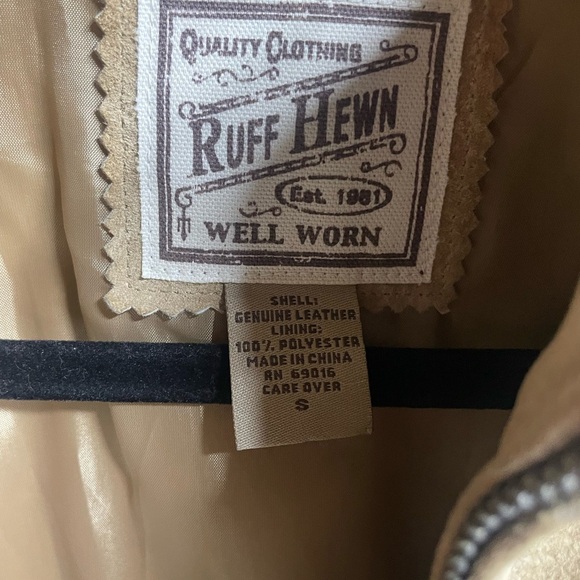 QUALITY CLOTHING
RUFF HEWN
Est. 1981
WELL WORN
SHELL:
GENUINE LEATHER
LINING:
100% POLYESTER
MADE IN CHINA
RN 69016
CARE OVER
S